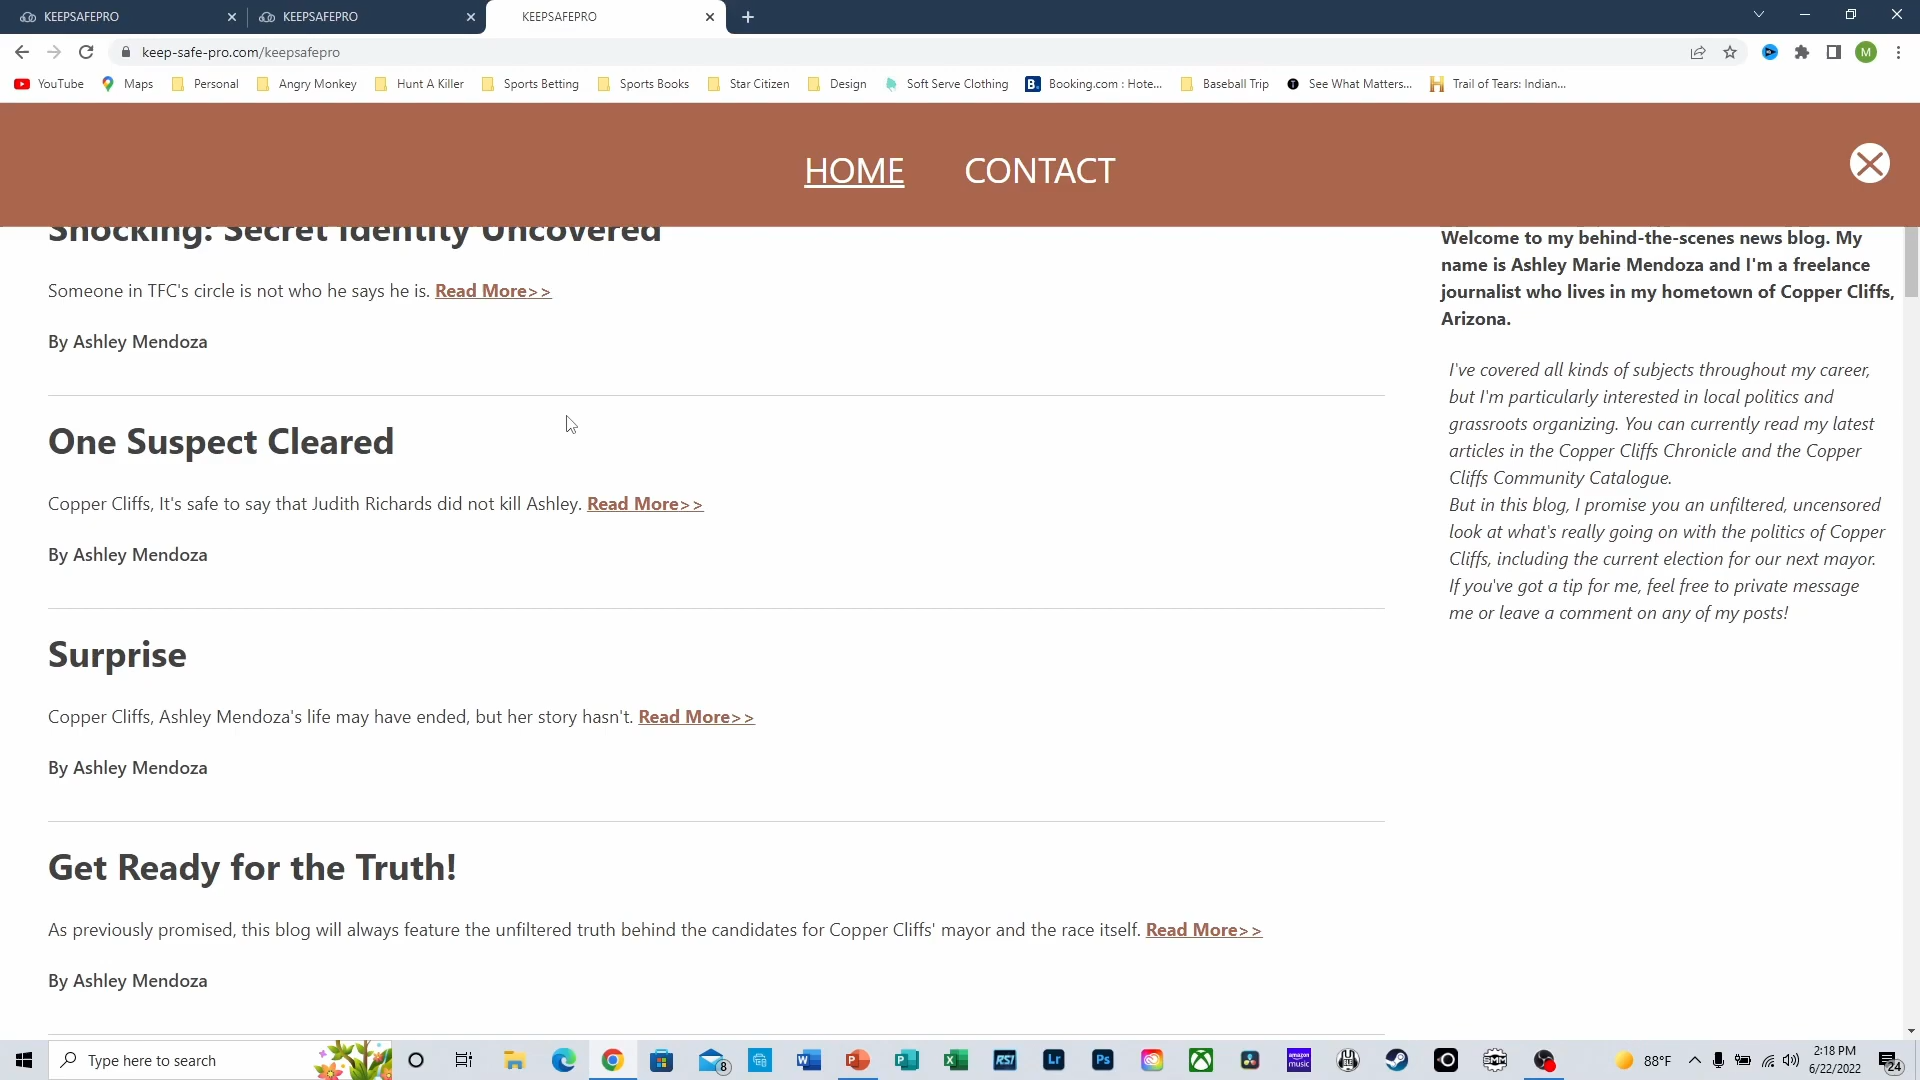 KEEPSAFEPRO
KEEPSAFEPRO
KEEPSAFEPRO
keep-safe-pro.com/keepsafepro
M
YouTube
Maps
Personal
Angry Monkey
Hunt A Killer
Sports Betting
Sports Books
Star Citizen
Design
Soft Serve Clothing
B.
Booking.com : Hote...
Baseball Trip
See What Matters...
Trail of Tears: Indian...
HOME
CONTACT
Shocking: Secret Identity Uncovered
Someone in TFC's circle is not who he says he is. Read More>>
By Ashley Mendoza
One Suspect Cleared
Copper Cliffs, It's safe to say that Judith Richards did not kill Ashley. Read More>>
By Ashley Mendoza
Surprise
Copper Cliffs, Ashley Mendoza's life may have ended, but her story hasn't. Read More>>
By Ashley Mendoza
Get Ready for the Truth!
As previously promised, this blog will always feature the unfiltered truth behind the candidates for Copper Cliffs' mayor and the race itself. Read More>>
By Ashley Mendoza
Welcome to my behind-the-scenes news blog. My
name is Ashley Marie Mendoza and I'm a freelance
journalist who lives in my hometown of Copper Cliffs,
Arizona.
I've covered all kinds of subjects throughout my career,
but I'm particularly interested in local politics and
grassroots organizing. You can currently read my latest
articles in the Copper Cliffs Chronicle and the Copper
Cliffs Community Catalogue.
But in this blog, I promise you an unfiltered, uncensored
look at what's really going on with the politics of Copper
Cliffs, including the current election for our next mayor.
If you've got a tip for me, feel free to private message
me or leave a comment on any of my posts!
Type here to search
8
W
P
P
X
RSI
Lr
Ps
amazon music
88°F
2:18 PM
6/22/2022
24